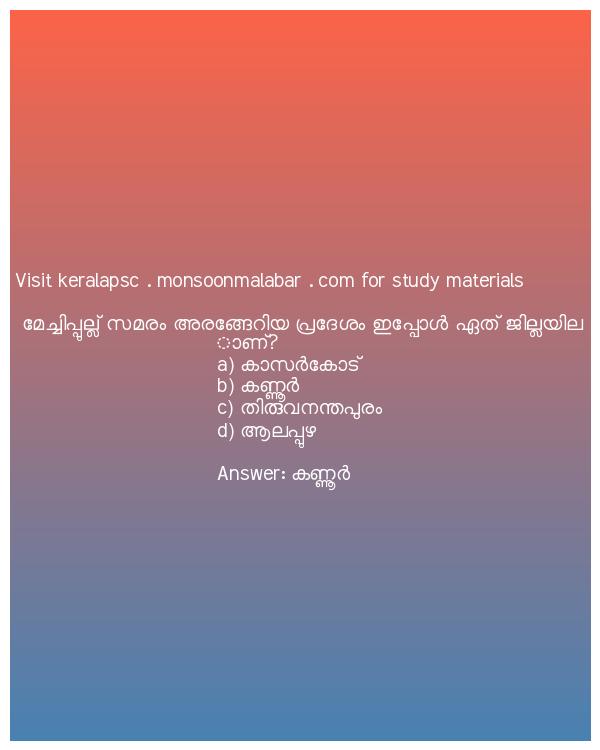 Visit keralapsc . monsoonmalabar . com for study materials
മേച്ചിപ്പുല്ല് സമരം അരങ്ങേറിയ പ്രദേശം ഇപ്പോൾ ഏത് ജില്ലയില
ാണ്?
a) കാസർകോട്
b) കണ്ണൂർ
c) തിരുവനന്തപുരം
d) ആലപ്പുഴ
Answer: കണ്ണൂർ